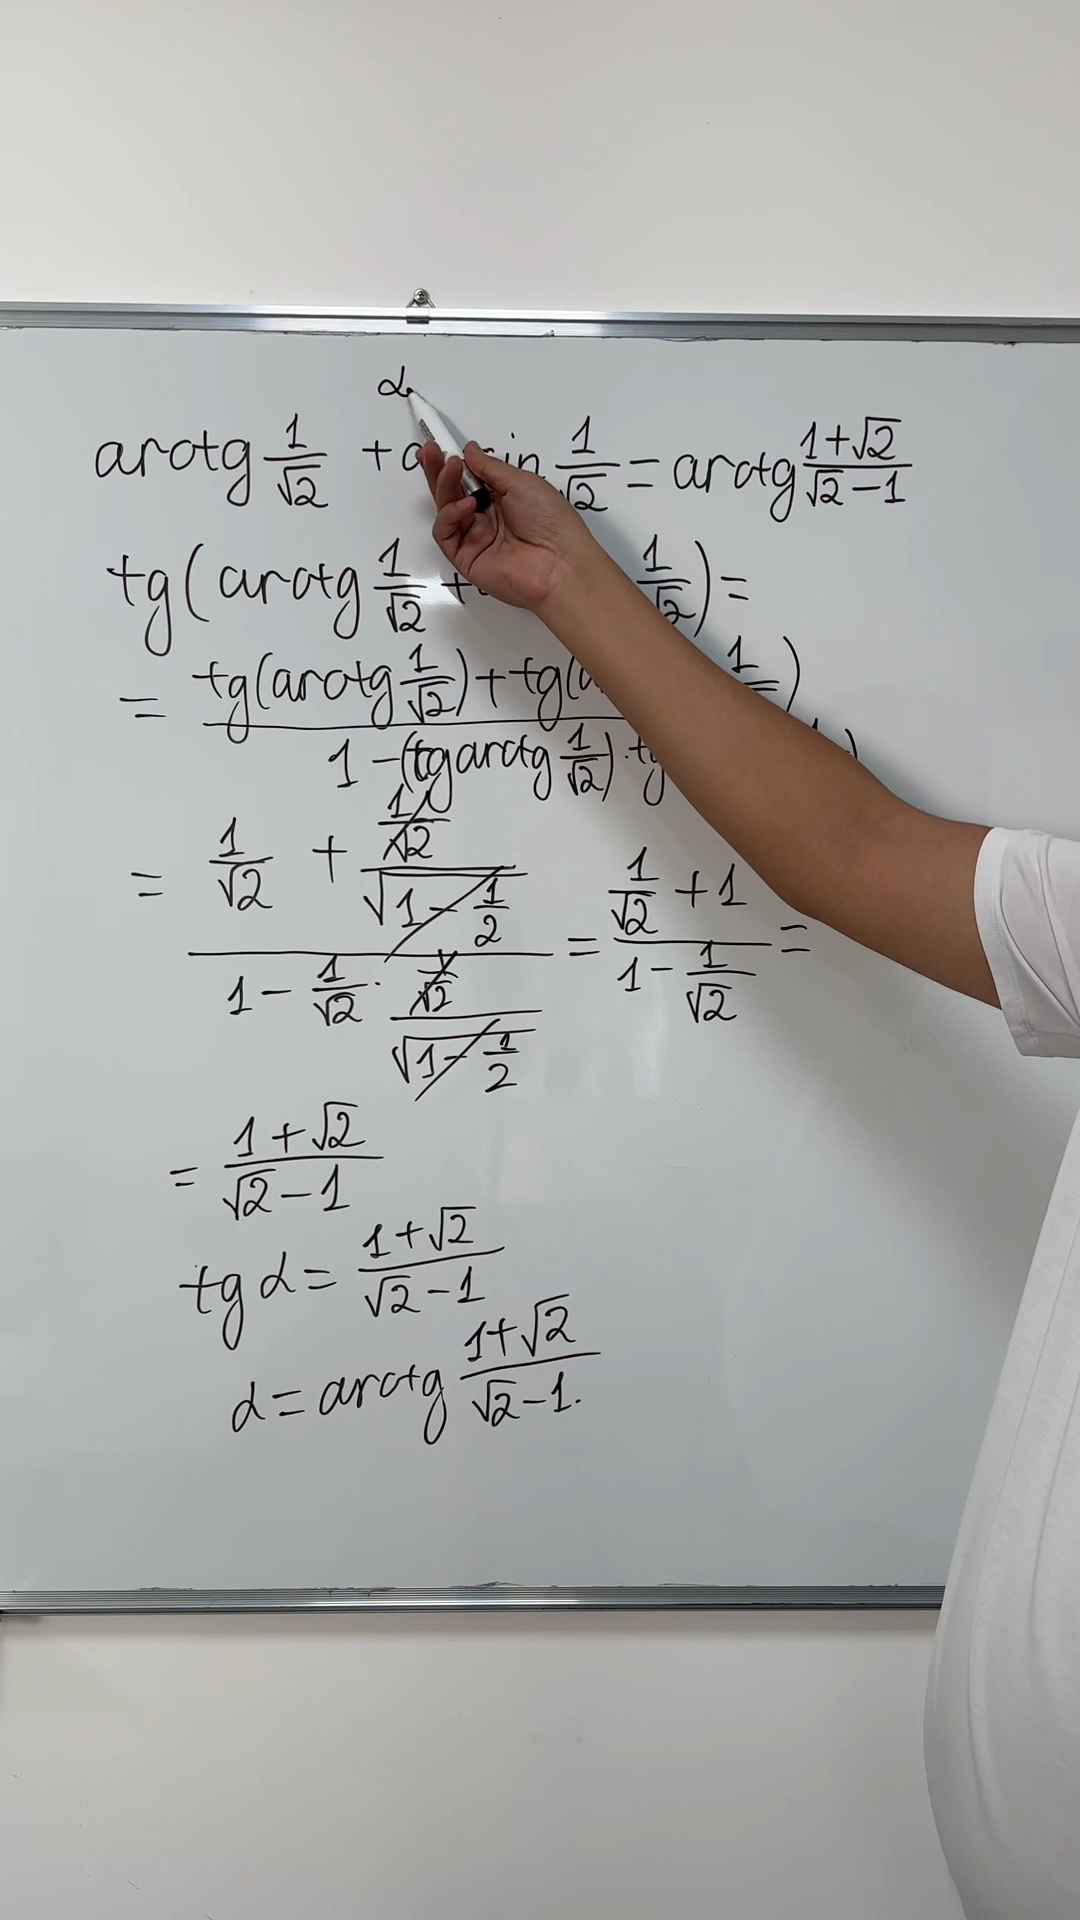 α
arctg 1/√2 + a in 1/√2 = arctg (1+√2)/(√2-1)
tg(arctg 1/√2 + 1/√2) =
= (tg(arctg 1/√2) + tg(a 1/ )) / (1 - (tg arctg 1/√2) · tg )
= (1/√2 + (1/√2)/√(1 - 1/2)) / (1 - 1/√2 · (1/√2)/√(1 - 1/2)) = (1/√2 + 1)/(1 - 1/√2) =
= (1+√2)/(√2-1)
tg α = (1+√2)/(√2-1)
α = arctg (1+√2)/(√2-1).